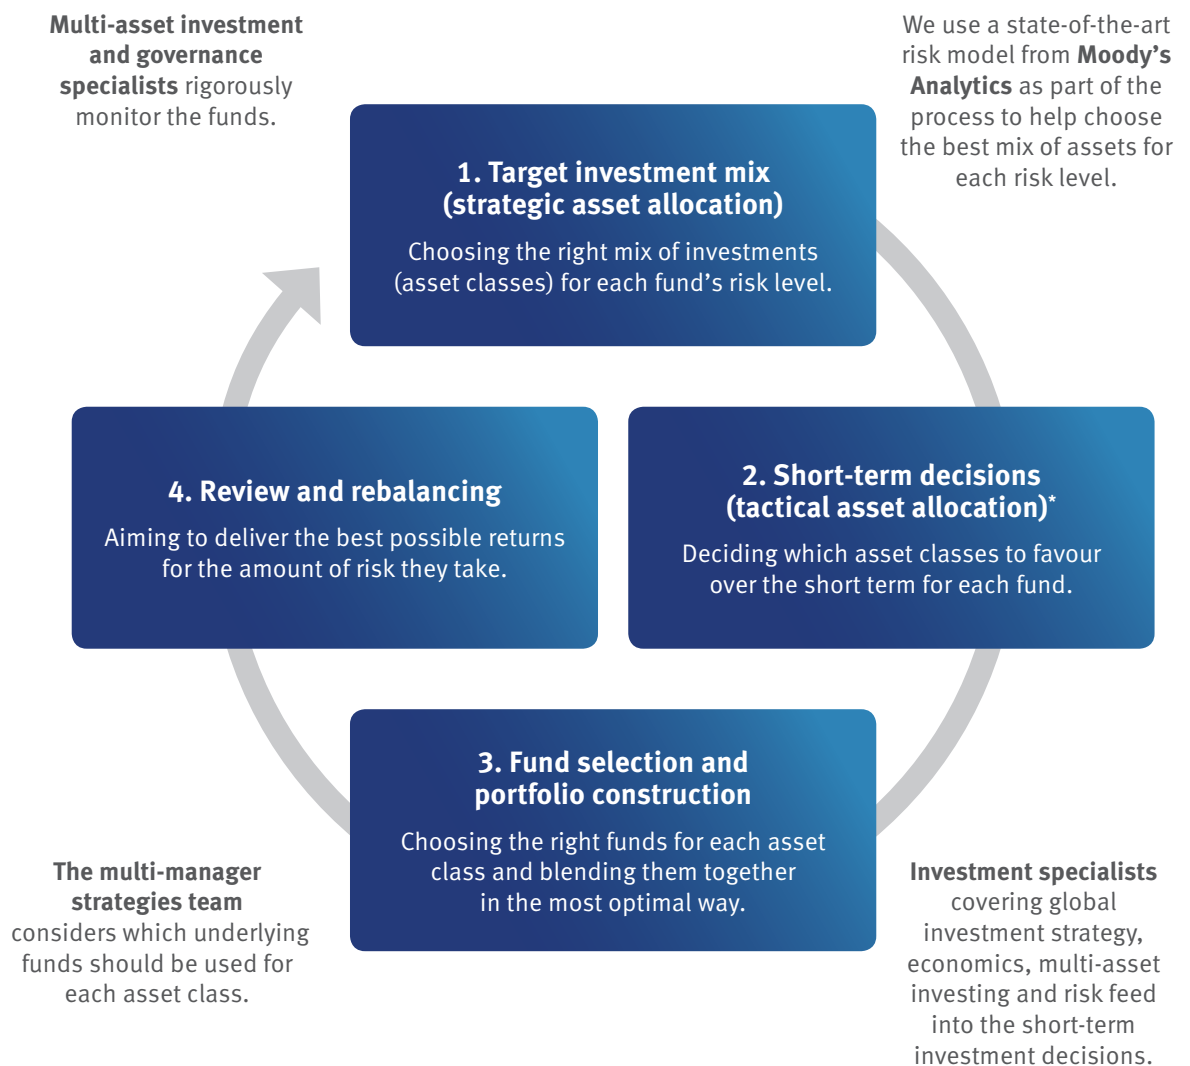 Multi-asset investment
and governance
specialists rigorously
monitor the funds.
We use a state-of-the-art
risk model from Moody’s
Analytics as part of the
process to help choose
the best mix of assets for
each risk level.
1. Target investment mix
(strategic asset allocation)
Choosing the right mix of investments
(asset classes) for each fund’s risk level.
4. Review and rebalancing
Aiming to deliver the best possible returns
for the amount of risk they take.
2. Short-term decisions
(tactical asset allocation)*
Deciding which asset classes to favour
over the short term for each fund.
3. Fund selection and
portfolio construction
Choosing the right funds for each asset
class and blending them together
in the most optimal way.
The multi-manager
strategies team
considers which underlying
funds should be used for
each asset class.
Investment specialists
covering global
investment strategy,
economics, multi-asset
investing and risk feed
into the short-term
investment decisions.